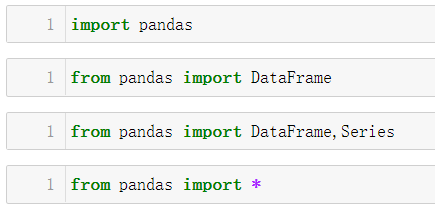 1 import pandas
1 from pandas import DataFrame
1 from pandas import DataFrame,Series
1 from pandas import *